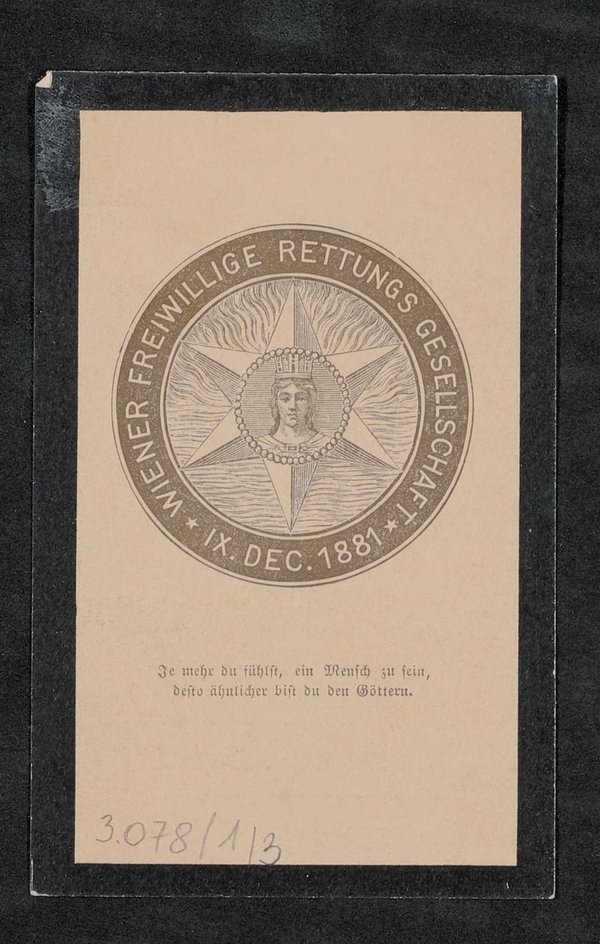 WIENER FREIWILLIGE RETTUNGS GESELLSCHAFT
★ IX. DEC. 1881 ★
Je mehr du fühlst, ein Mensch zu sein,
desto ähnlicher bist du den Göttern.
3.078/1/3